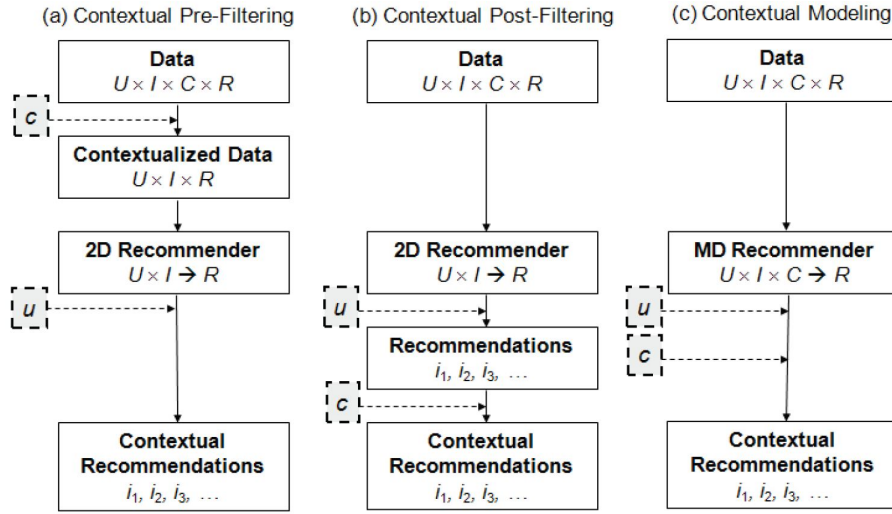 (a) Contextual Pre-Filtering
Data
U × I × C × R
c
Contextualized Data
U × I × R
2D Recommender
U × I → R
u
Contextual
Recommendations
i₁, i₂, i₃, …
(b) Contextual Post-Filtering
Data
U × I × C × R
2D Recommender
U × I → R
u
Recommendations
i₁, i₂, i₃, …
c
Contextual
Recommendations
i₁, i₂, i₃, …
(c) Contextual Modeling
Data
U × I × C × R
MD Recommender
U × I × C → R
u
c
Contextual
Recommendations
i₁, i₂, i₃, …